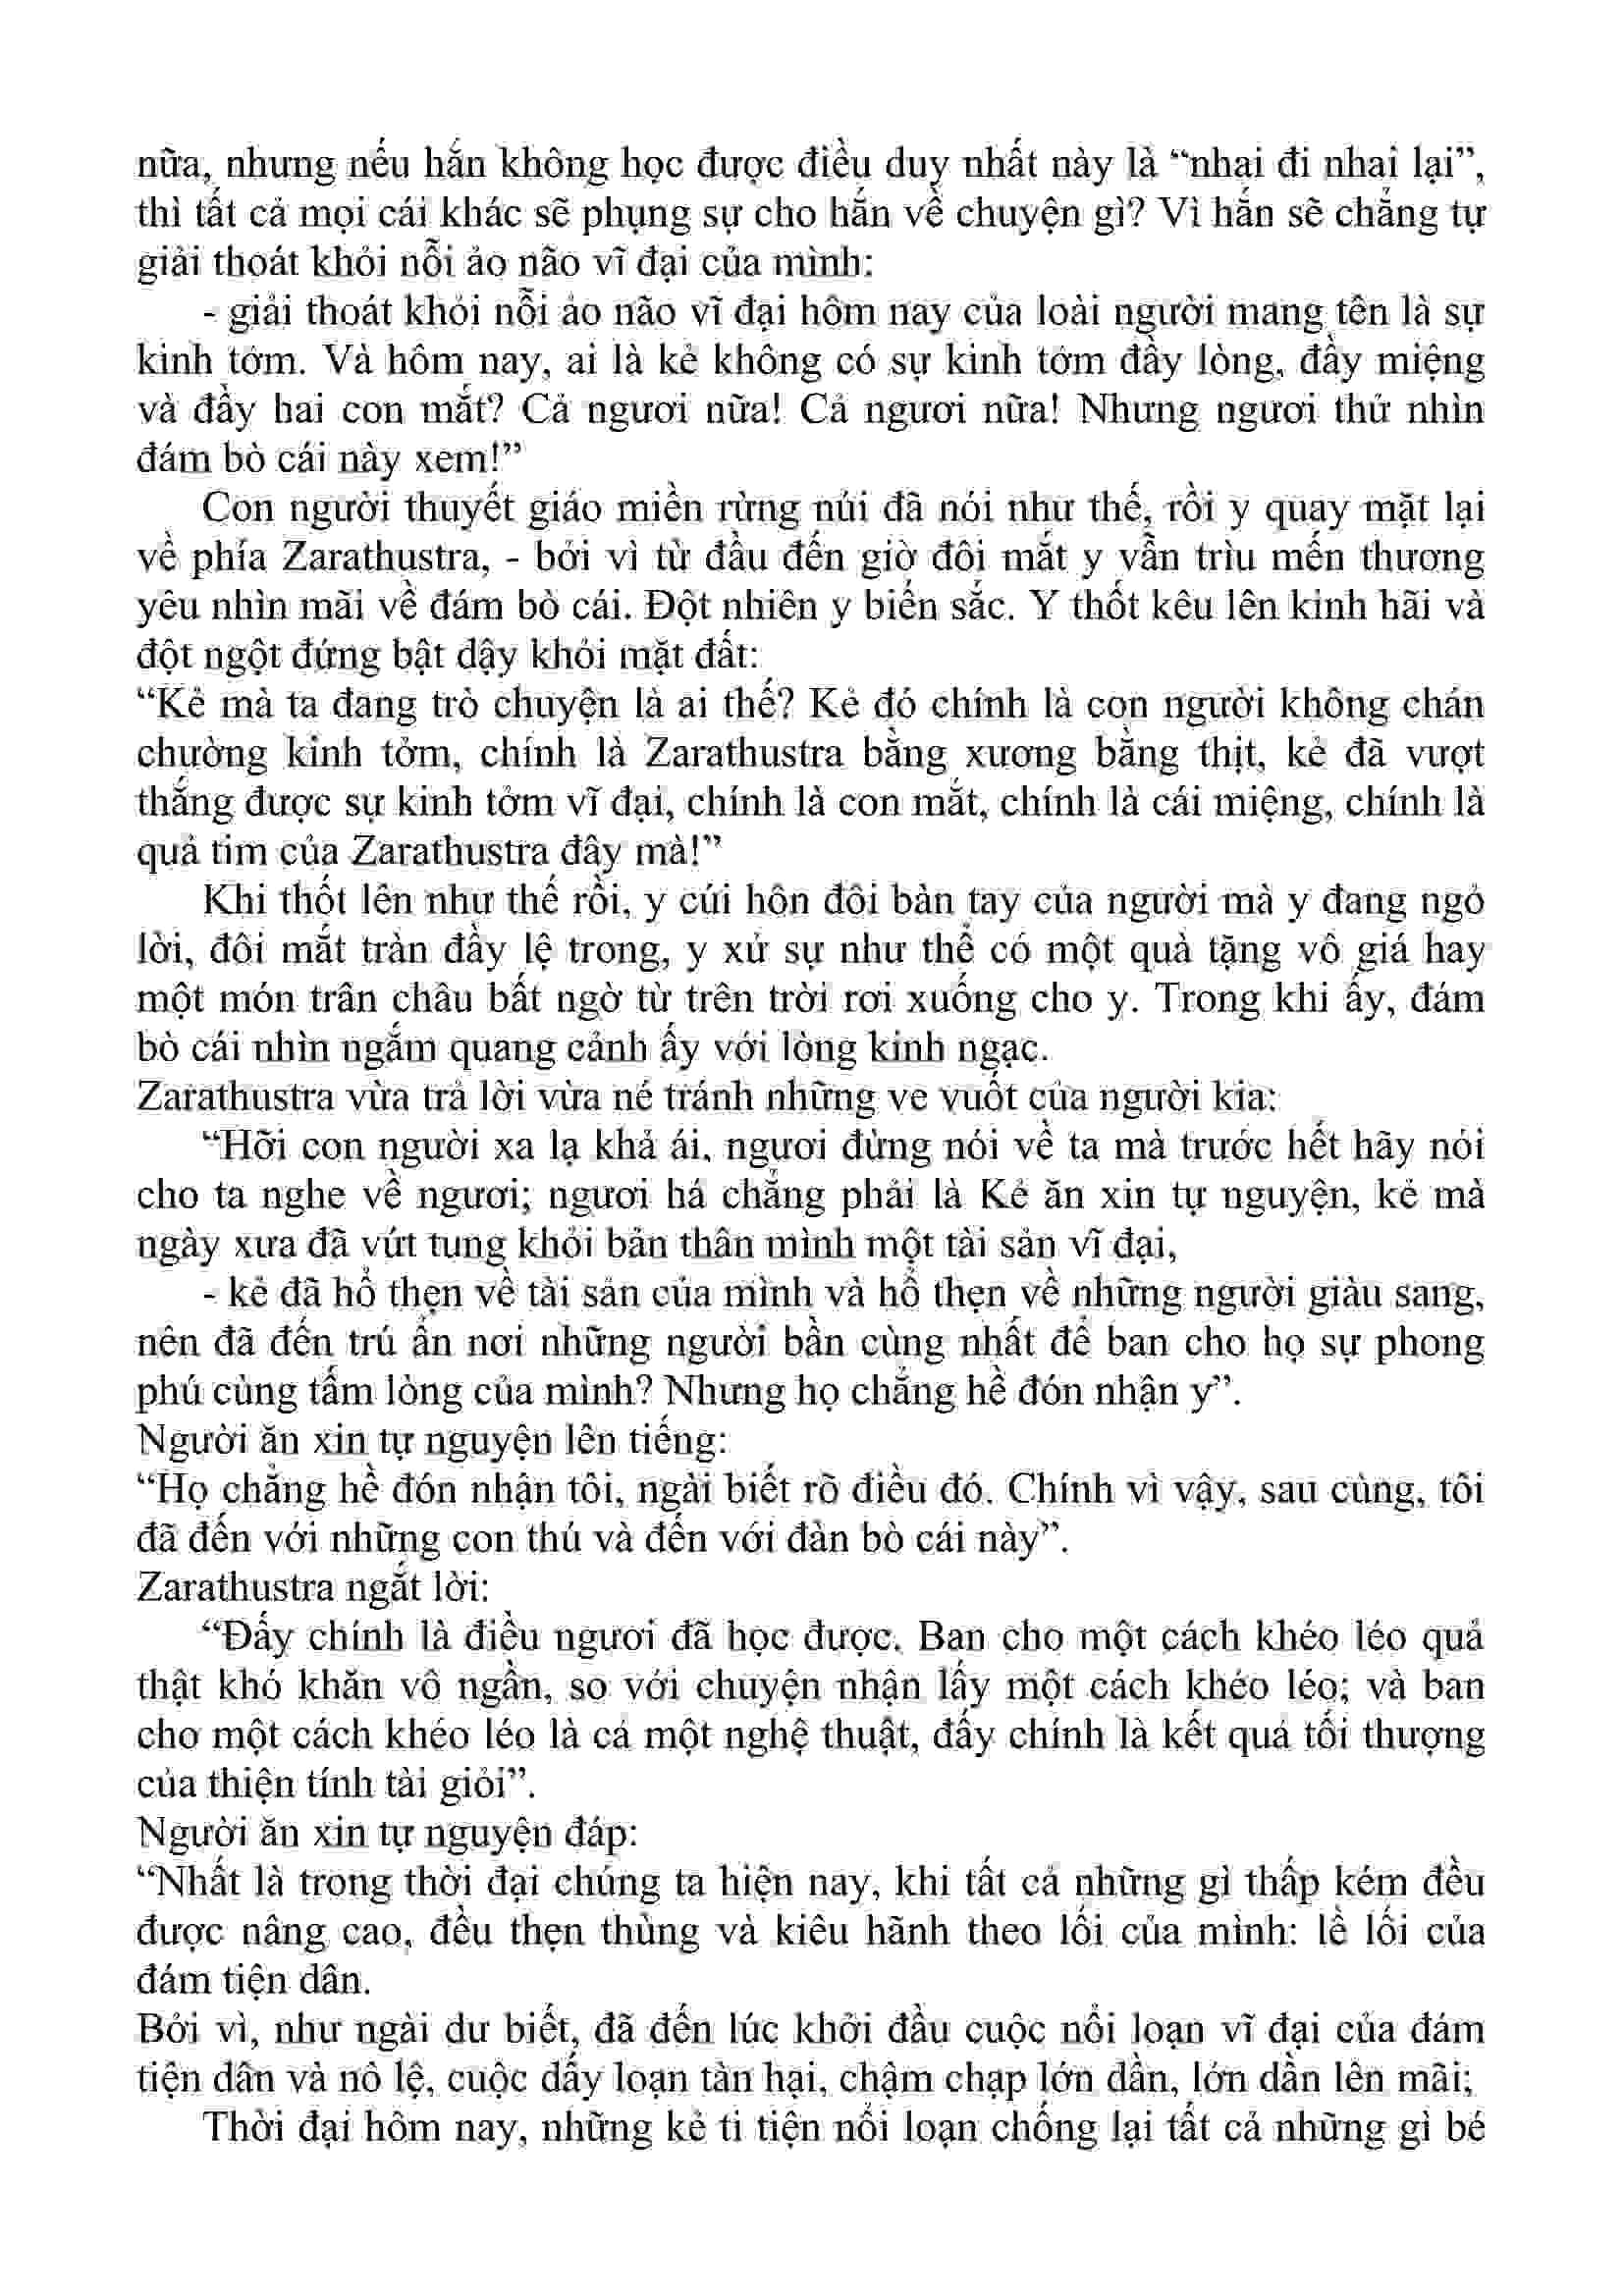 nữa, nhưng nếu hắn không học được điều duy nhất này là “nhai đi nhai lại”,
thì tất cả mọi cái khác sẽ phụng sự cho hắn về chuyện gì? Vì hắn sẽ chẳng tự
giải thoát khỏi nỗi ảo não vĩ đại của mình:
- giải thoát khỏi nỗi ảo não vĩ đại hôm nay của loài người mang tên là sự
kinh tởm. Và hôm nay, ai là kẻ không có sự kinh tởm đầy lòng, đầy miệng
và đầy hai con mắt? Cả ngươi nữa! Cả ngươi nữa! Nhưng ngươi thử nhìn
đám bò cái này xem!”
Con người thuyết giáo miền rừng núi đã nói như thế, rồi y quay mặt lại
về phía Zarathustra, - bởi vì từ đầu đến giờ đôi mắt y vẫn trìu mến thương
yêu nhìn mãi về đám bò cái. Đột nhiên y biến sắc. Y thốt kêu lên kinh hãi và
đột ngột đứng bật dậy khỏi mặt đất:
“Kẻ mà ta đang trò chuyện là ai thế? Kẻ đó chính là con người không chán
chường kinh tởm, chính là Zarathustra bằng xương bằng thịt, kẻ đã vượt
thắng được sự kinh tởm vĩ đại, chính là con mắt, chính là cái miệng, chính là
quả tim của Zarathustra đây mà!”
Khi thốt lên như thế rồi, y cúi hôn đôi bàn tay của người mà y đang ngỏ
lời, đôi mắt tràn đầy lệ trong, y xử sự như thể có một quà tặng vô giá hay
một món trân châu bất ngờ từ trên trời rơi xuống cho y. Trong khi ấy, đám
bò cái nhìn ngắm quang cảnh ấy với lòng kinh ngạc.
Zarathustra vừa trả lời vừa né tránh những ve vuốt của người kia:
“Hỡi con người xa lạ khả ái, ngươi đừng nói về ta mà trước hết hãy nói
cho ta nghe về ngươi; ngươi há chẳng phải là Kẻ ăn xin tự nguyện, kẻ mà
ngày xưa đã vứt tung khỏi bản thân mình một tài sản vĩ đại,
- kẻ đã hổ thẹn về tài sản của mình và hổ thẹn về những người giàu sang,
nên đã đến trú ẩn nơi những người bần cùng nhất để ban cho họ sự phong
phú cùng tấm lòng của mình? Nhưng họ chẳng hề đón nhận y”.
Người ăn xin tự nguyện lên tiếng:
“Họ chẳng hề đón nhận tôi, ngài biết rõ điều đó. Chính vì vậy, sau cùng, tôi
đã đến với những con thú và đến với đàn bò cái này”.
Zarathustra ngắt lời:
“Đấy chính là điều ngươi đã học được. Ban cho một cách khéo léo quả
thật khó khăn vô ngần, so với chuyện nhận lấy một cách khéo léo; và ban
cho một cách khéo léo là cả một nghệ thuật, đấy chính là kết quả tối thượng
của thiện tính tài giỏi”.
Người ăn xin tự nguyện đáp:
“Nhất là trong thời đại chúng ta hiện nay, khi tất cả những gì thấp kém đều
được nâng cao, đều thẹn thùng và kiêu hãnh theo lối của mình: lề lối của
đám tiện dân.
Bởi vì, như ngài dư biết, đã đến lúc khởi đầu cuộc nổi loạn vĩ đại của đám
tiện dân và nô lệ, cuộc dấy loạn tàn hại, chậm chạp lớn dần, lớn dần lên mãi;
Thời đại hôm nay, những kẻ ti tiện nổi loạn chống lại tất cả những gì bé